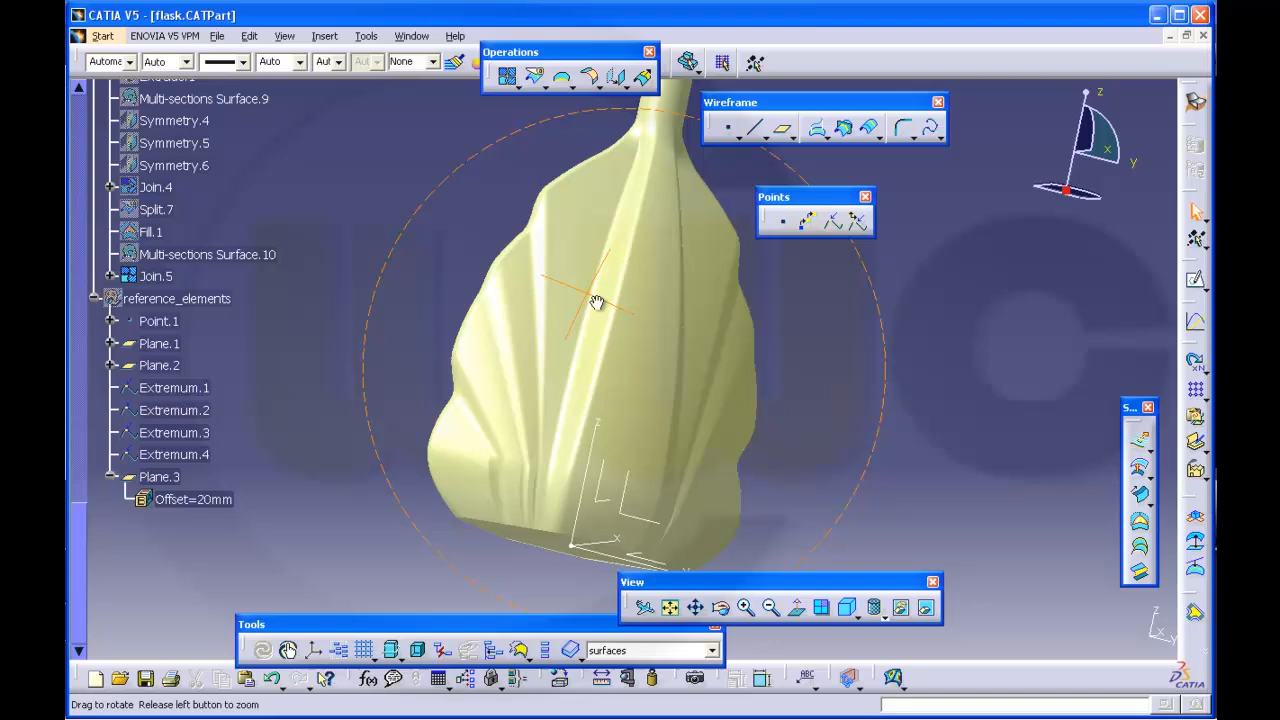 CATIA V5 - [flask.CATPart]
Start ENOVIA V5 VPM File Edit View Insert Tools Window Help
Automa Auto Auto Aut Aut None
Operations
Wireframe
Points
z
x
y
Multi-sections Surface.9
Symmetry.4
Symmetry.5
Symmetry.6
Join.4
Split.7
Fill.1
Multi-sections Surface.10
Join.5
reference_elements
Point.1
Plane.1
Plane.2
Extremum.1
Extremum.2
Extremum.3
Extremum.4
Plane.3
Offset=20mm
S...
z
x
View
Tools
surfaces
z
x
y
f(x)
ABC
CATIA
Drag to rotate Release left button to zoom